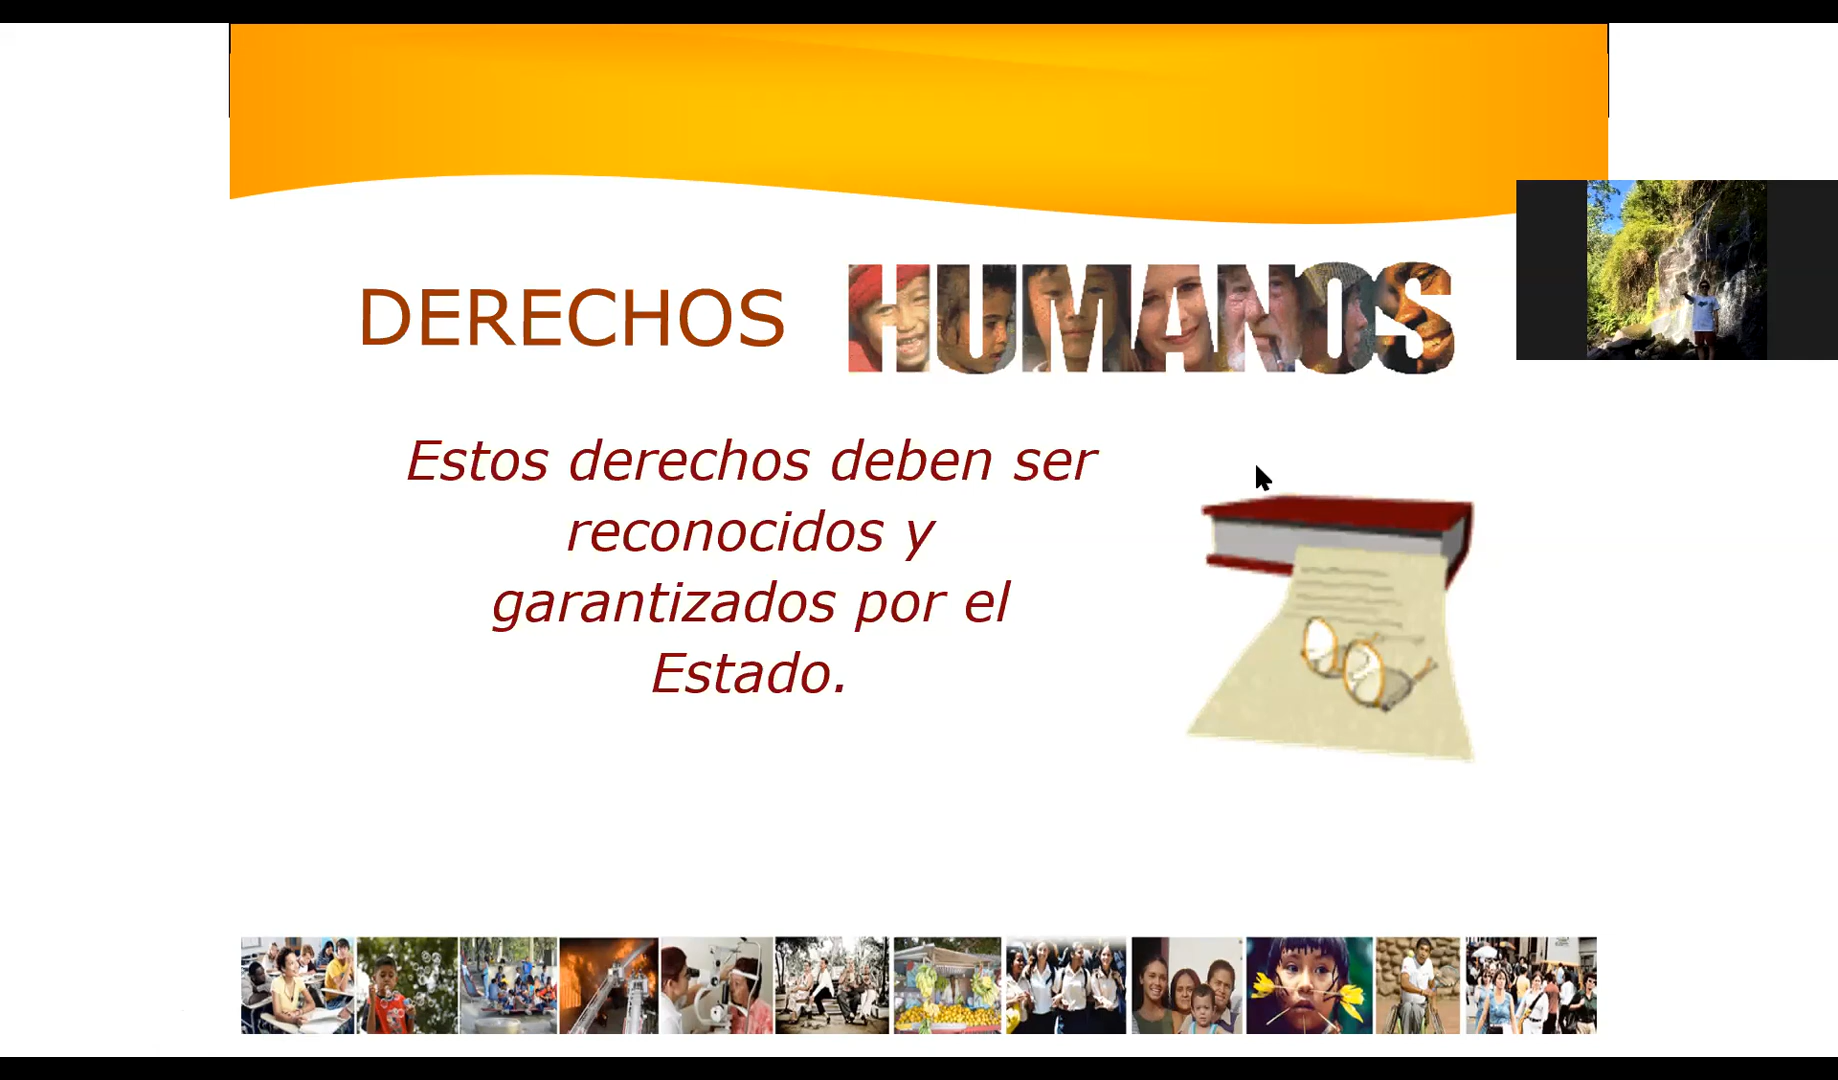 DERECHOS HUMANOS
Estos derechos deben ser
reconocidos y
garantizados por el
Estado.